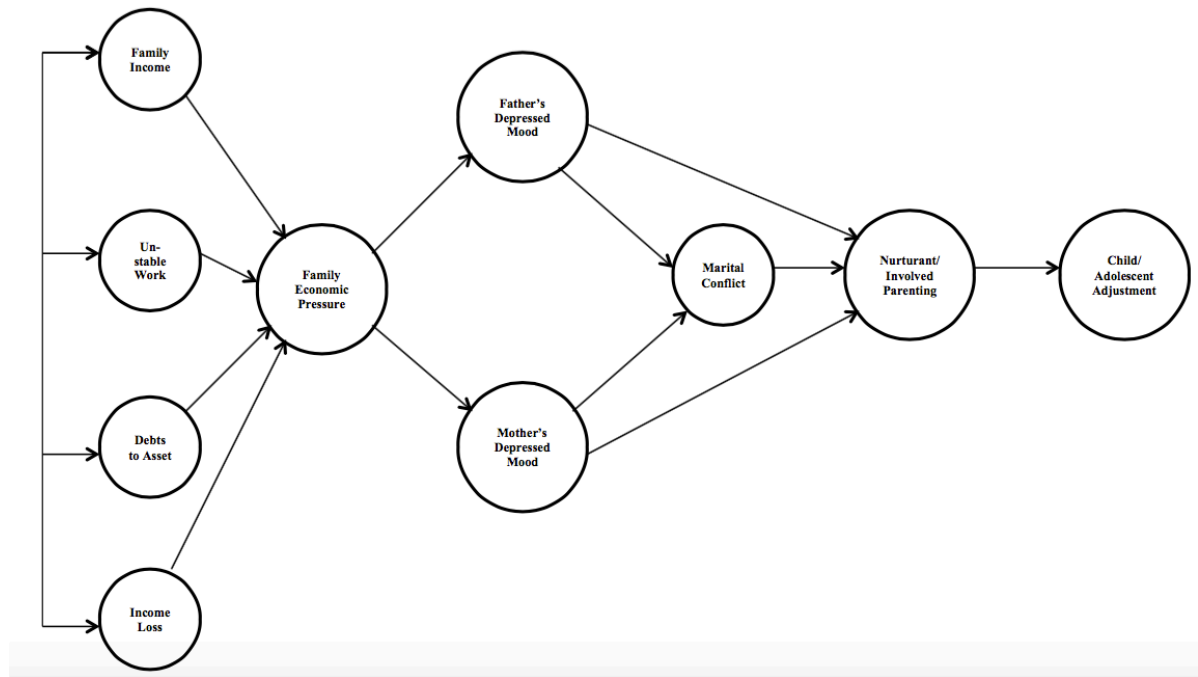 Family
Income
Un-
stable
Work
Debts
to Asset
Income
Loss
Family
Economic
Pressure
Father's
Depressed
Mood
Mother's
Depressed
Mood
Marital
Conflict
Nurturant/
Involved
Parenting
Child/
Adolescent
Adjustment